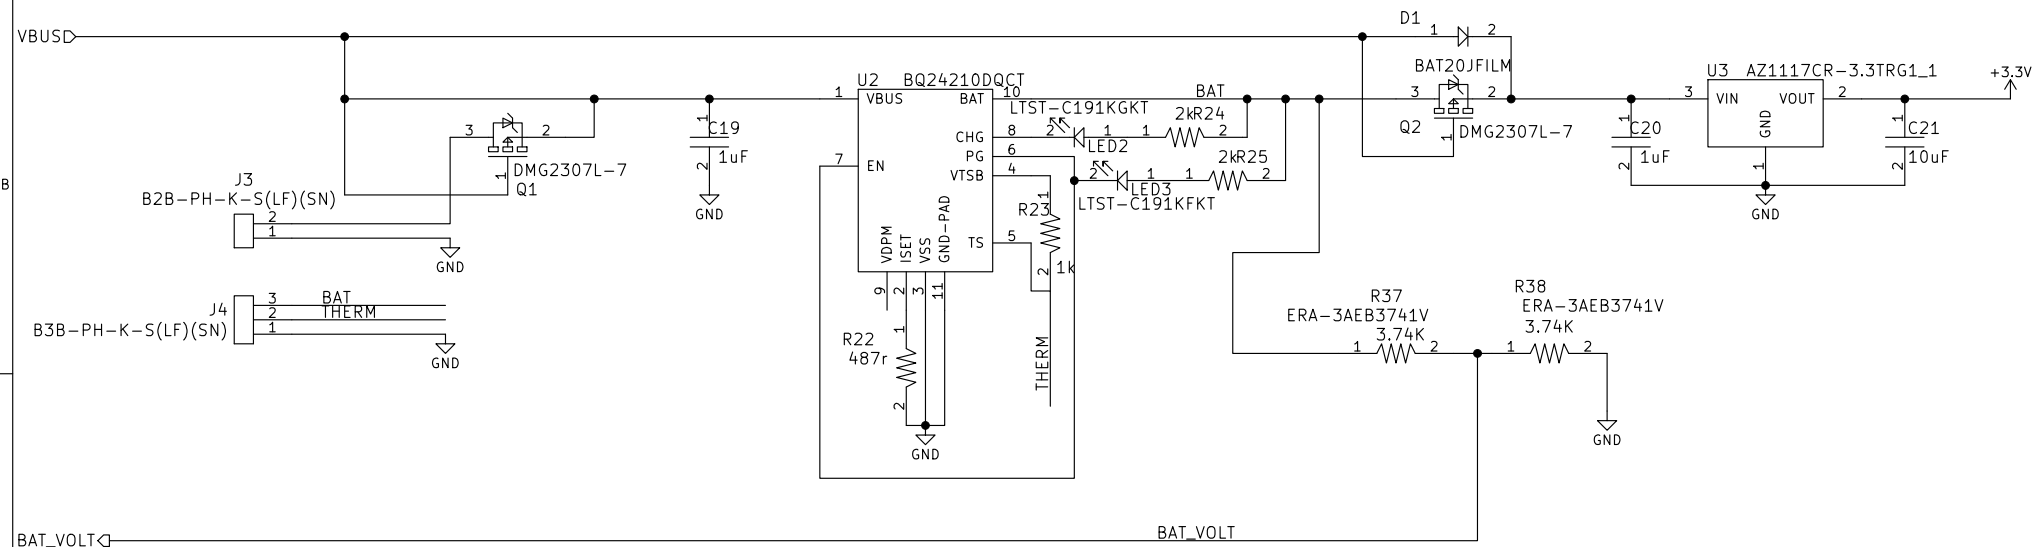 D1
VBUS
1 2
BAT20JFILM
U2 BQ24210DQCT
U3 AZ1117CR-3.3TRG1_1
+3.3V
1 VBUS BAT 10
BAT
3 2
3 VIN VOUT 2
GND
1
LTST-C191KGKT
2kR24
Q2
1
DMG2307L-7
3 2
1
C19
1uF
2
CHG 8
2 1 1 2
LED2
1
C20
1uF
2
1
C21
10uF
2
1
DMG2307L-7
Q1
7 EN
PG 6
2kR25
VTSB 4
2 1 1 2
LED3
LTST-C191KFKT
B
J3
B2B-PH-K-S(LF)(SN)
2
1
GND
GND
GND
R23
1
2
1k
TS 5
VDPM
ISET
VSS
GND-PAD
9
2
3
11
J4
B3B-PH-K-S(LF)(SN)
3 BAT
2 THERM
1
GND
R22
487r
1
2
THERM
GND
R37
ERA-3AEB3741V
3.74K
1 2
R38
ERA-3AEB3741V
3.74K
1 2
GND
BAT_VOLT
BAT_VOLT